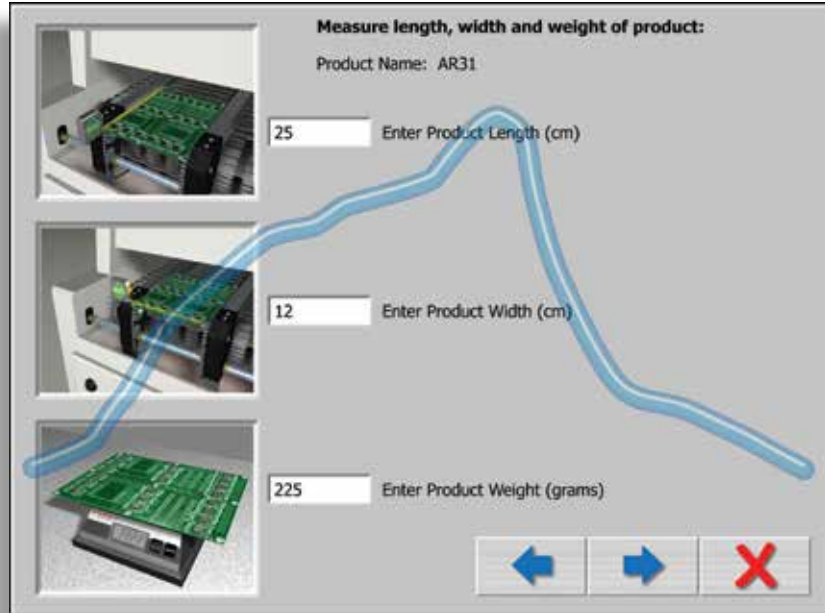 Measure length, width and weight of product:
Product Name: AR31
25 Enter Product Length (cm)
12 Enter Product Width (cm)
225 Enter Product Weight (grams)